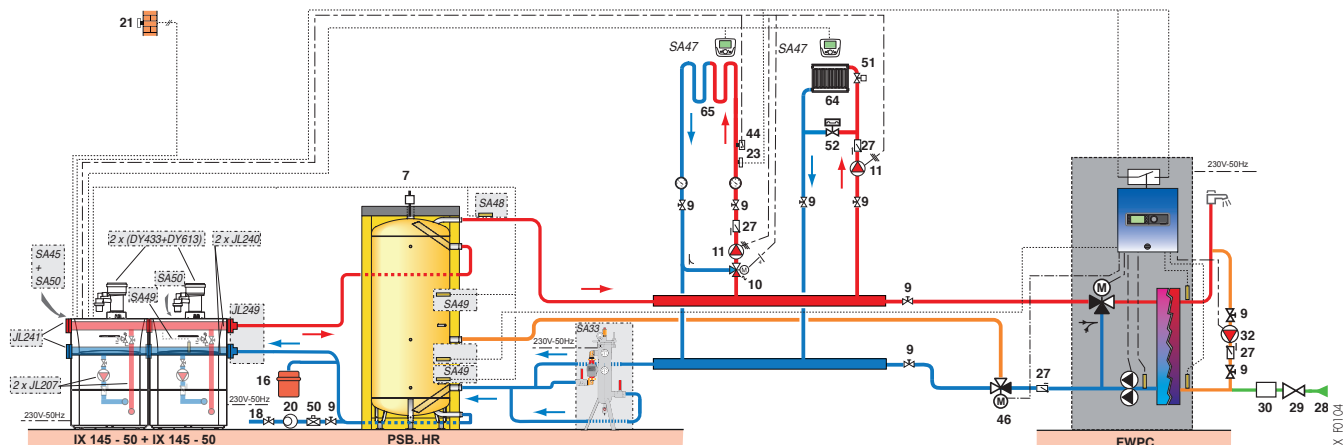 21
SA47
SA47
51
65
64
44
23
52
27
11
230V-50Hz
7
9
9
9
9
SA48
27
11
M
10
2 x (DY433+DY613)
2 x JL240
SA45
+
SA50
SA50
SA49
JL249
JL241
2 x JL207
SA49
SA49
SA33
230V-50Hz
9
9
M
9
32
27
9
16
27
M
46
18
20
50
9
30
29
28
230V-50Hz
230V-50Hz
IX 145 - 50 + IX 145 - 50
PSB..HR
EWPC